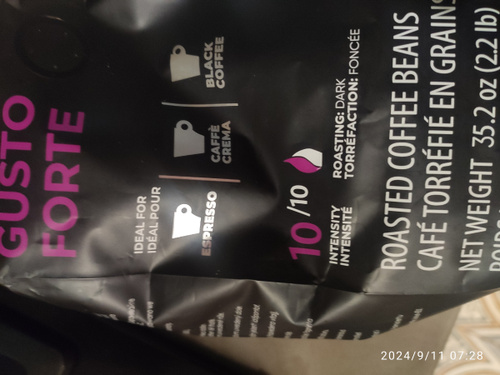 GUSTO
FORTE
IDEAL FOR
IDÉAL POUR
ESPRESSO
CAFFÈ
CREMA
BLACK
COFFEE
10/10
INTENSITY
INTENSITÉ
ROASTING: DARK
TORRÉFACTION: FONCÉE
ROASTED COFFEE BEANS
CAFÉ TORRÉFIÉ EN GRAINS
NET WEIGHT 35.2 oz (2.2 lb)
2024/9/11 07:28